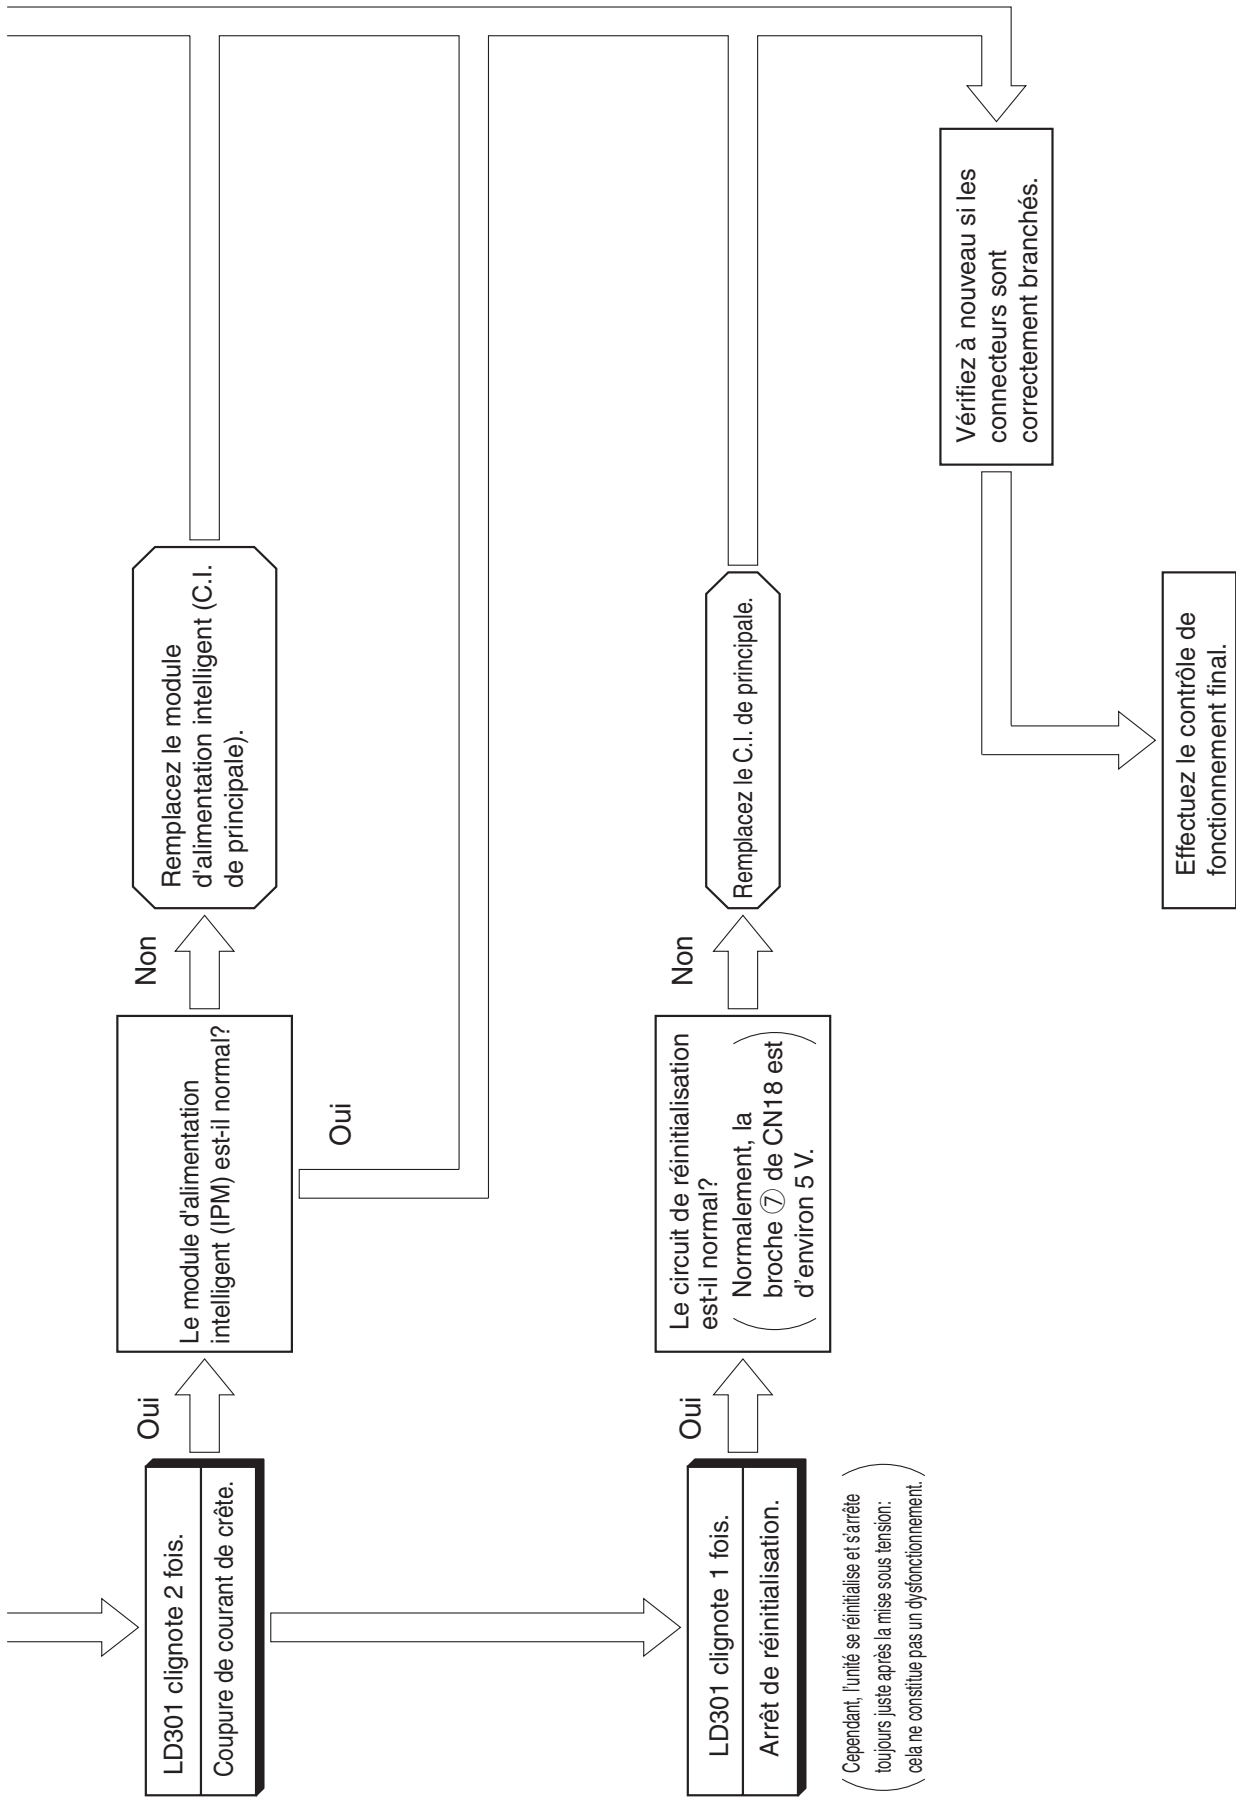 LD301 clignote 2 fois.
Coupure de courant de crête.
Oui
Le module d'alimentation
intelligent (IPM) est-il normal?
Non
Remplacez le module
d'alimentation intelligent (C.I.
de principale).
Oui
LD301 clignote 1 fois.
Arrêt de réinitialisation.
Cependant, l'unité se réinitialise et s'arrête
toujours juste après la mise sous tension:
cela ne constitue pas un dysfonctionnement.
Oui
Le circuit de réinitialisation
est-il normal?
Normalement, la
broche ⑦ de CN18 est
d'environ 5 V.
Non
Remplacez le C.I. de principale.
Vérifiez à nouveau si les
connecteurs sont
correctement branchés.
Effectuez le contrôle de
fonctionnement final.